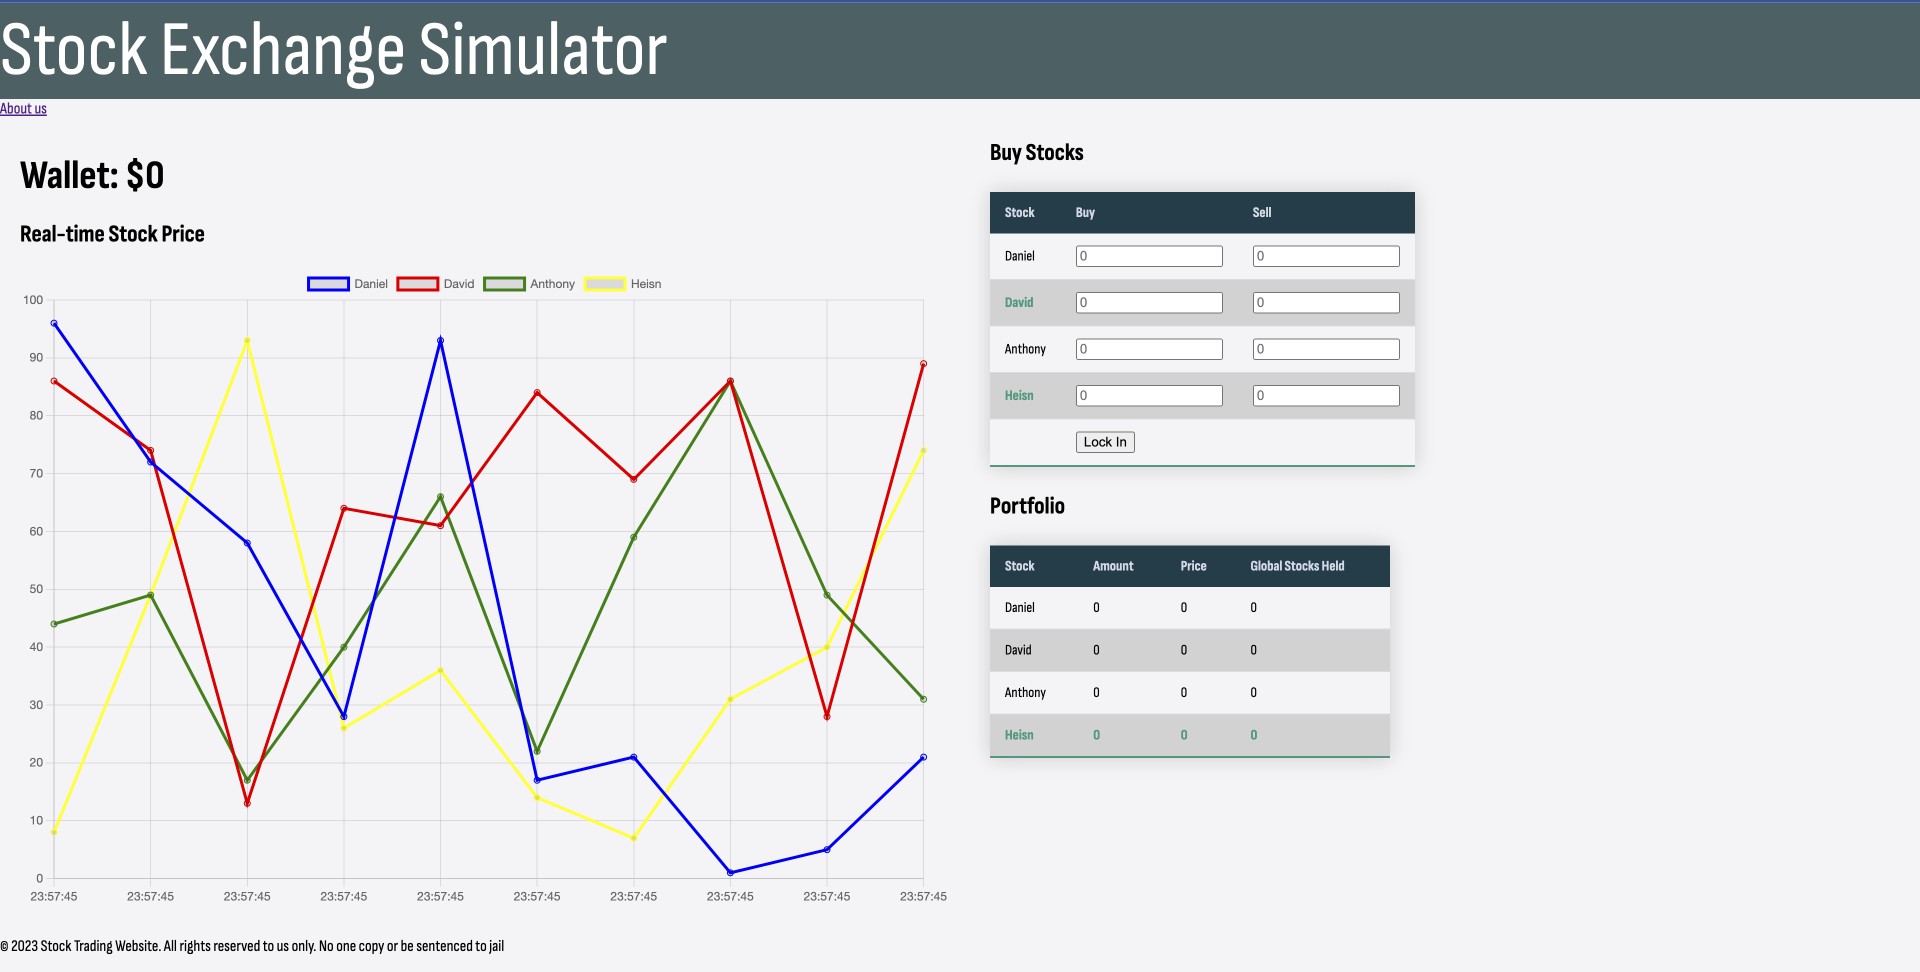 Stock Exchange Simulator
About us
Wallet: $0
Real-time Stock Price
Daniel David Anthony Heisn
100
90
80
70
60
50
40
30
20
10
0
23:57:45 23:57:45 23:57:45 23:57:45 23:57:45 23:57:45 23:57:45 23:57:45 23:57:45 23:57:45
Buy Stocks
Stock Buy Sell
Daniel 0 0
David 0 0
Anthony 0 0
Heisn 0 0
Lock In
Portfolio
Stock Amount Price Global Stocks Held
Daniel 0 0 0
David 0 0 0
Anthony 0 0 0
Heisn 0 0 0
© 2023 Stock Trading Website. All rights reserved to us only. No one copy or be sentenced to jail